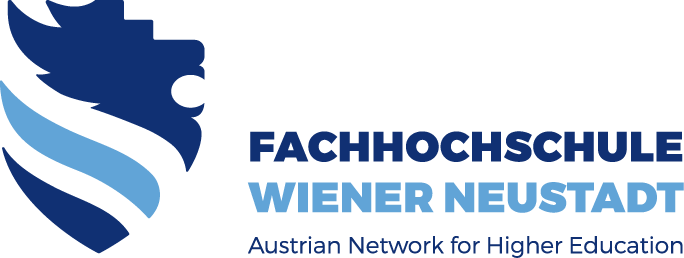 FACHHOCHSCHULE
WIENER NEUSTADT
Austrian Network for Higher Education